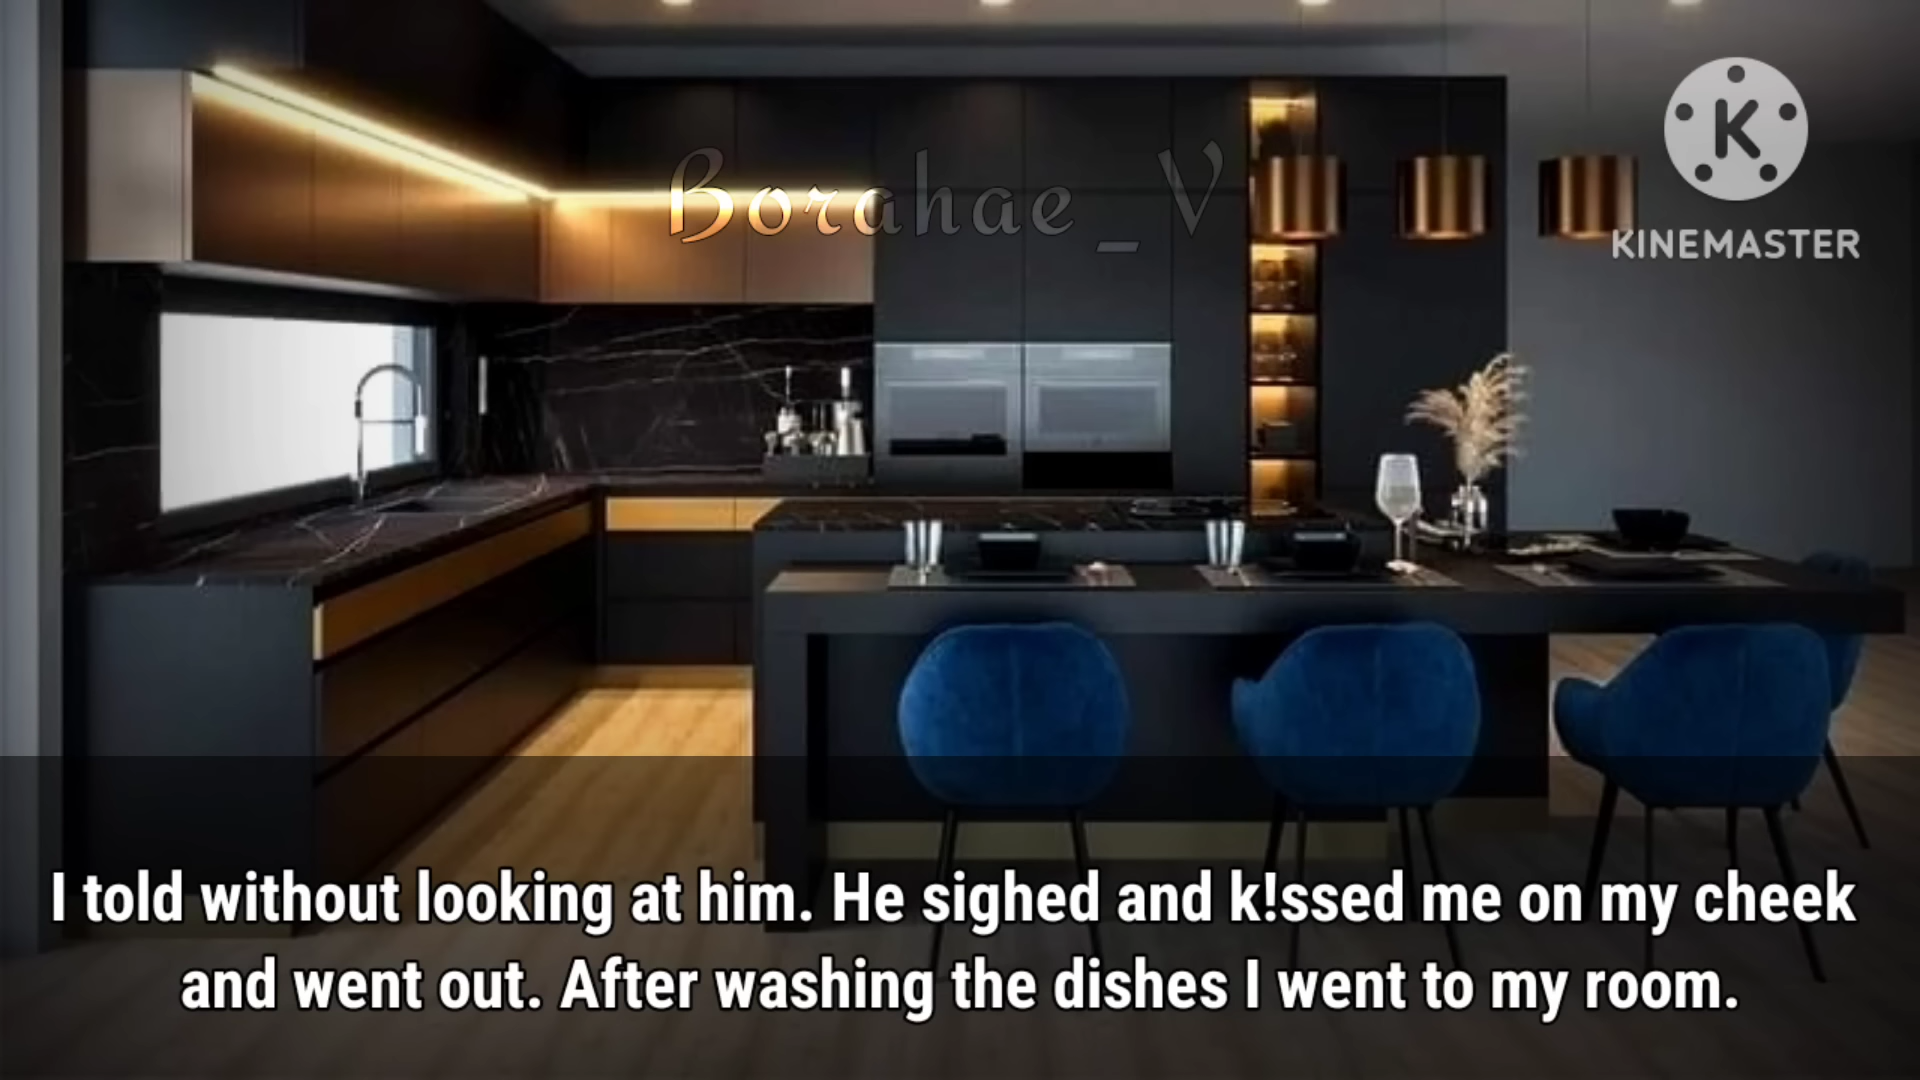 Borahae_V
K
KINEMASTER
I told without looking at him. He sighed and k!ssed me on my cheek
and went out. After washing the dishes I went to my room.